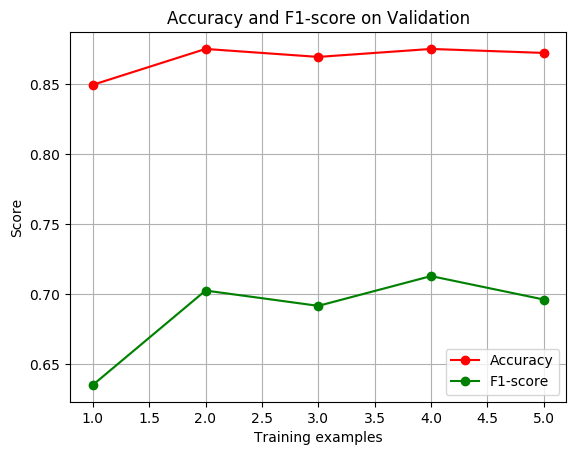 Accuracy and F1-score on Validation
Score
0.85
0.80
0.75
0.70
0.65
Accuracy
F1-score
1.0 1.5 2.0 2.5 3.0 3.5 4.0 4.5 5.0
Training examples